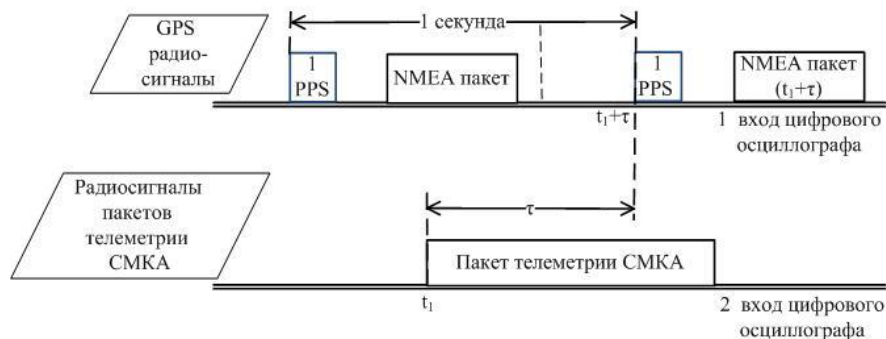 GPS
радио-
сигналы
1 секунда
1
PPS
NMEA пакет
1
PPS
NMEA пакет
(t₁+τ)
t₁+τ
1 вход цифрового
осциллографа
Радиосигналы
пакетов
телеметрии
СМКА
τ
Пакет телеметрии СМКА
t₁
2 вход цифрового
осциллографа